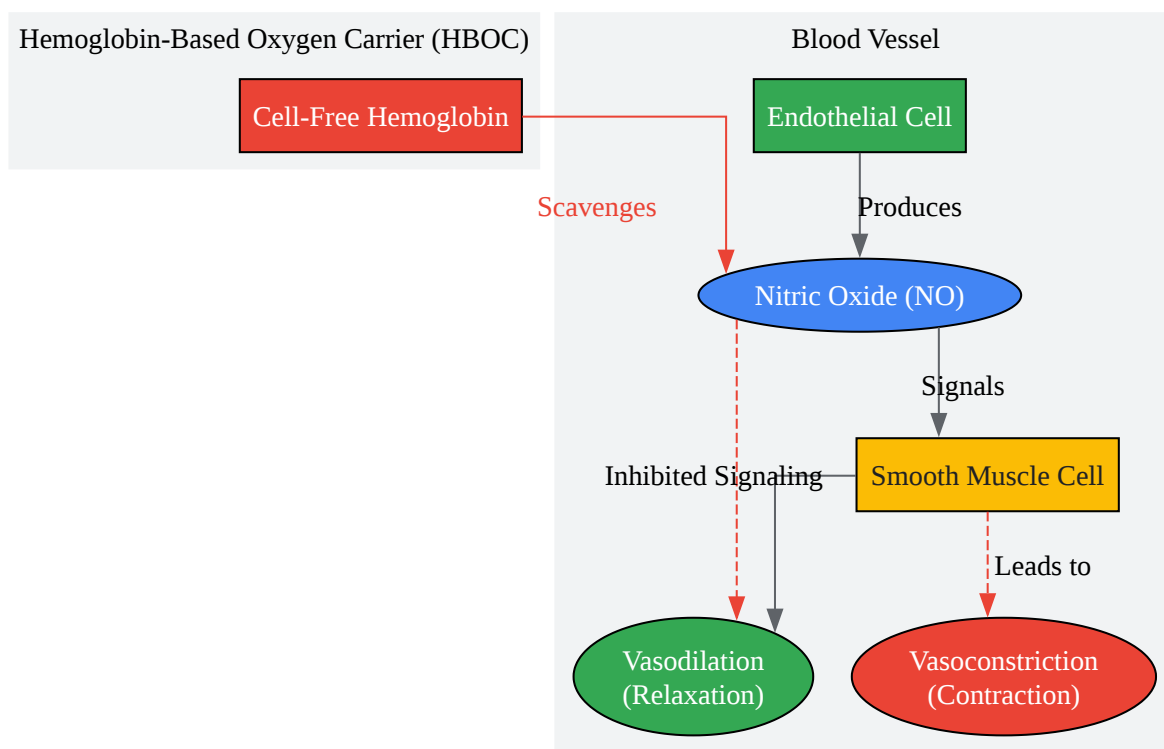 Hemoglobin-Based Oxygen Carrier (HBOC)
Blood Vessel
Cell-Free Hemoglobin
Endothelial Cell
Scavenges
Produces
Nitric Oxide (NO)
Signals
Inhibited Signaling
Smooth Muscle Cell
Leads to
Vasodilation
(Relaxation)
Vasoconstriction
(Contraction)